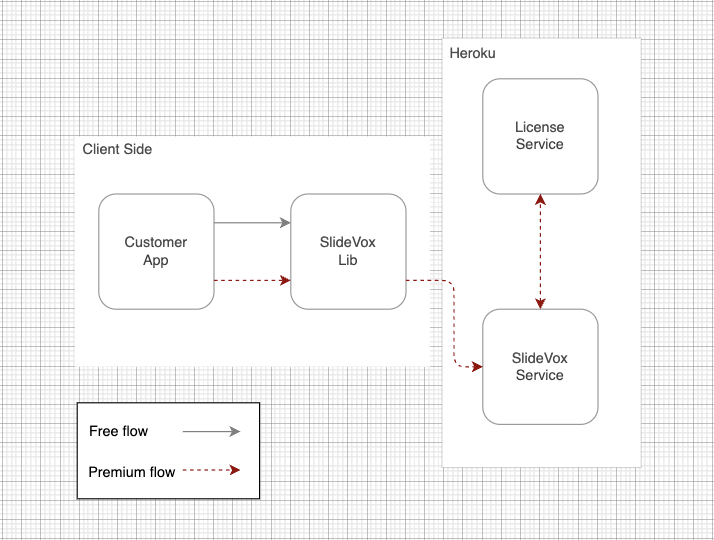 Heroku
License
Service
Client Side
Customer
App
SlideVox
Lib
SlideVox
Service
Free flow
Premium flow